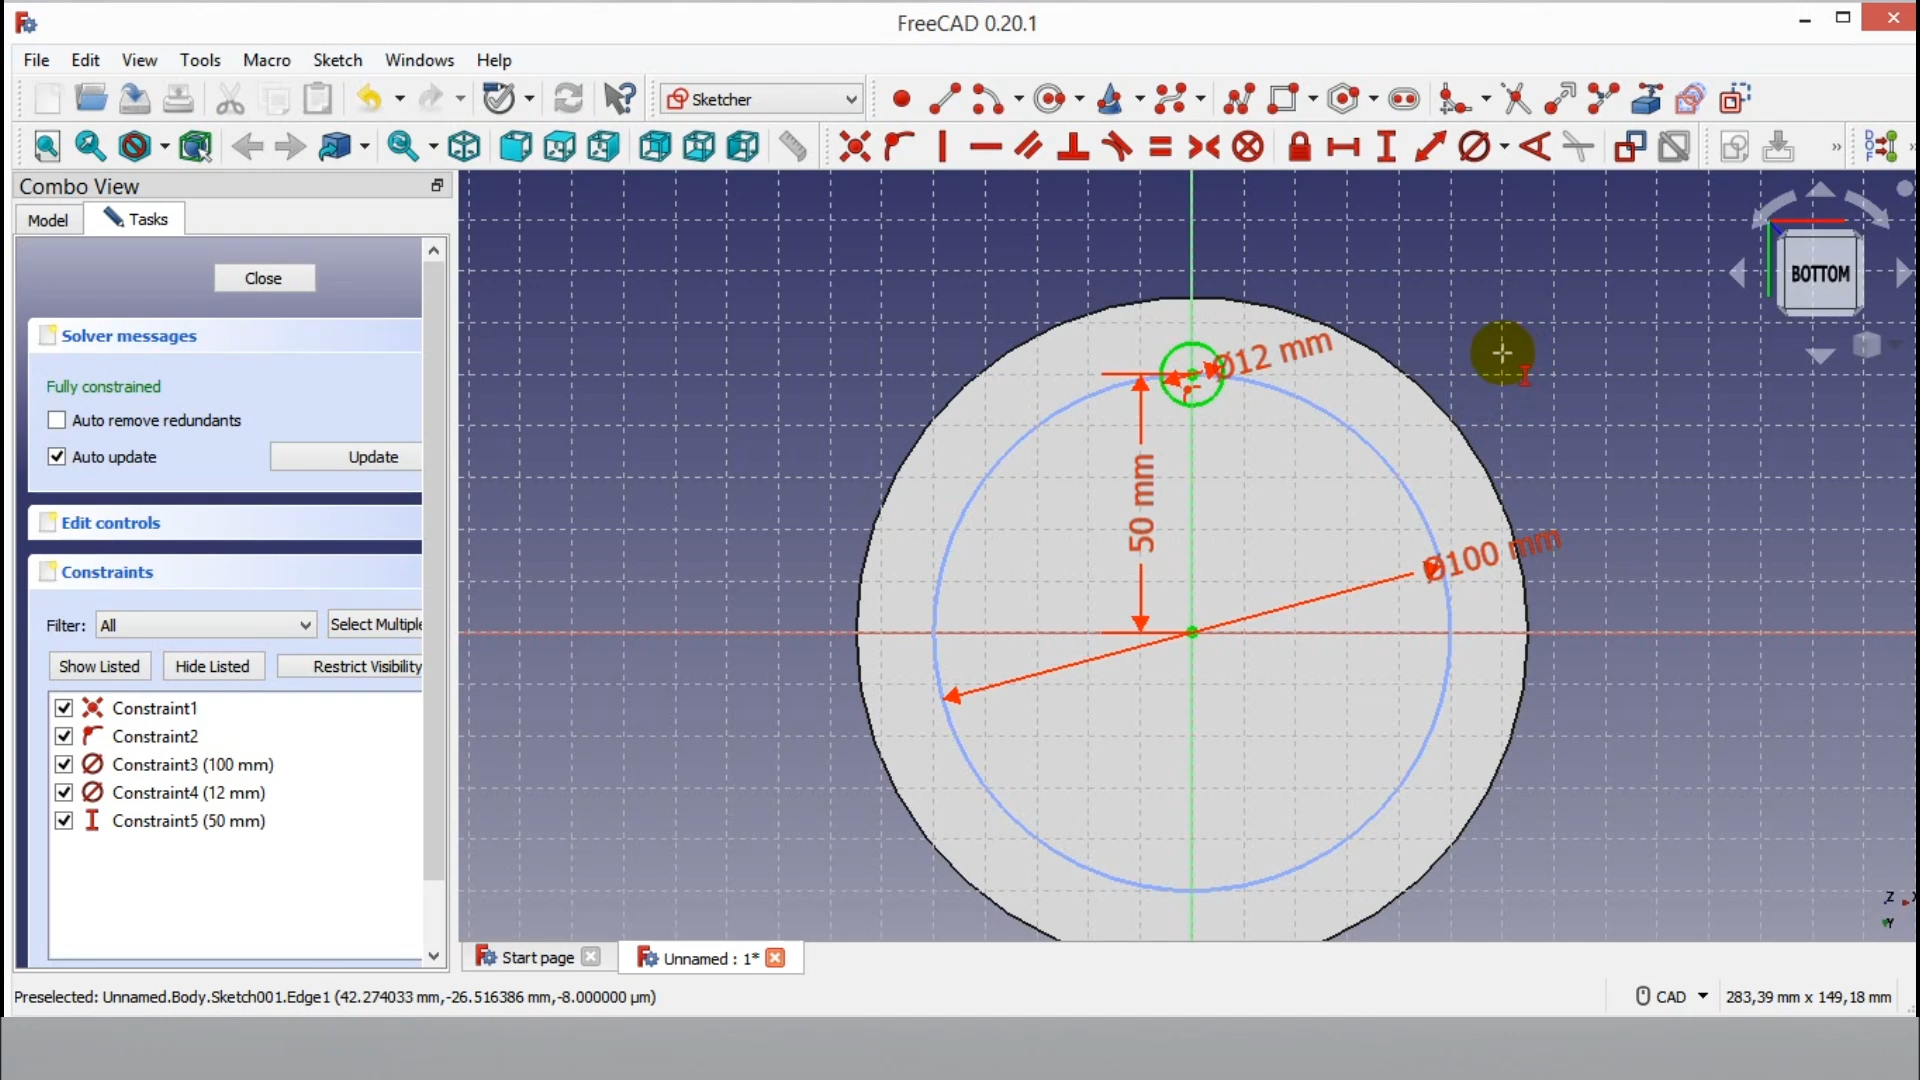 FreeCAD 0.20.1
File Edit View Tools Macro Sketch Windows Help
Sketcher
Combo View
Model Tasks
Close
Solver messages
Fully constrained
Auto remove redundants
Auto update Update
Edit controls
Constraints
Filter: All Select Multiple
Show Listed Hide Listed Restrict Visibility
Constraint1
Constraint2
Constraint3 (100 mm)
Constraint4 (12 mm)
Constraint5 (50 mm)
BOTTOM
Ø12 mm
50 mm
Ø100 mm
Z X
Y
Start page Unnamed : 1*
Preselected: Unnamed.Body.Sketch001.Edge1 (42.274033 mm,-26.516386 mm,-8.000000 µm) CAD 283,39 mm x 149,18 mm